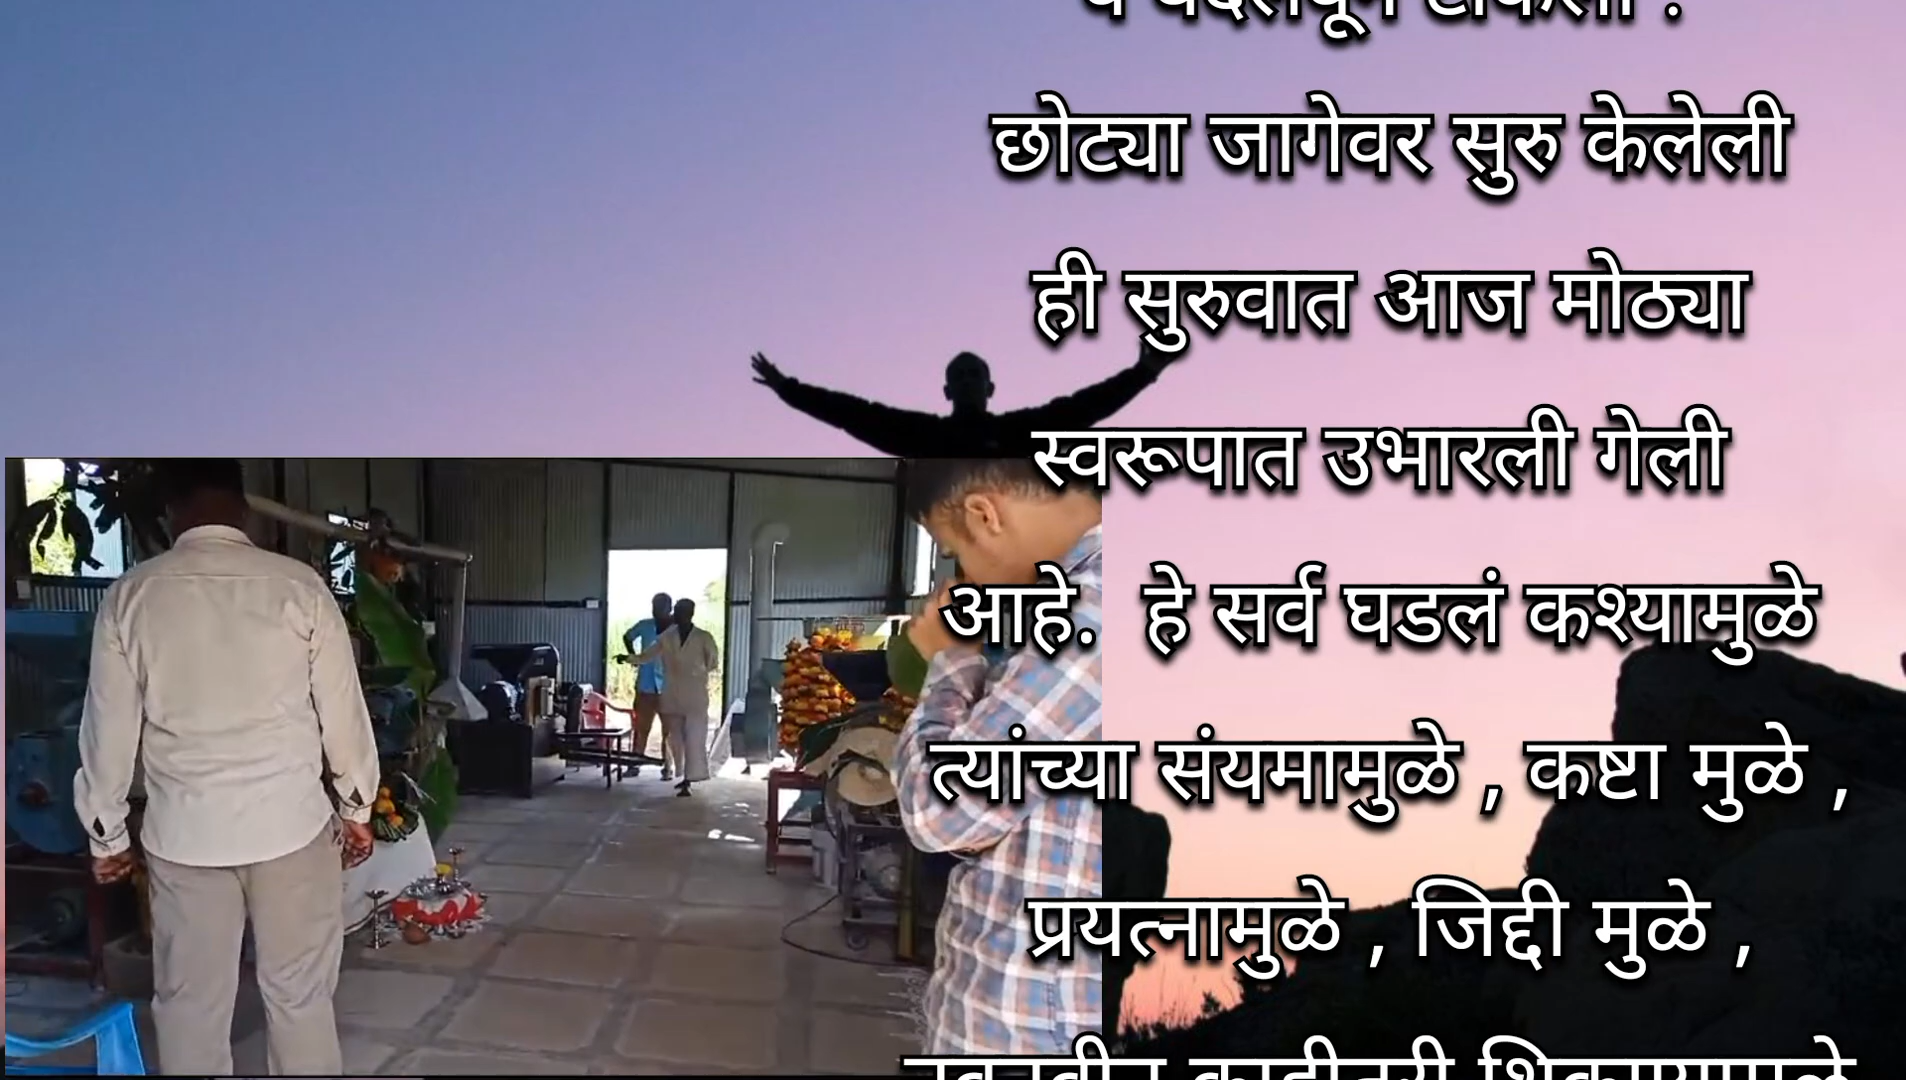 छोट्या जागेवर सुरु केलेली
ही सुरुवात आज मोठ्या
स्वरूपात उभारली गेली
आहे. हे सर्व घडलं कश्यामुळे
त्यांच्या संयमामुळे , कष्टा मुळे ,
प्रयत्नामुळे , जिद्दी मुळे ,